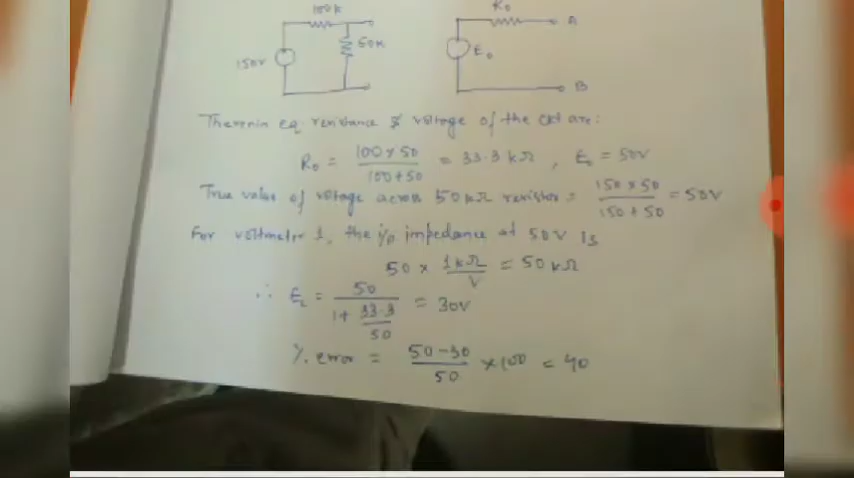 100k R₀ A
150V 50K E₀
B
Thevenin eq. resistance & voltage of the ckt are:
R₀ = 100×50 / 100+50 = 33.3 kΩ, E₀ = 50V
True value of voltage across 50kΩ resistor = 150×50 / 150+50 = 50V
For voltmeter 1, the i/p impedance at 50V is
50 × 1kΩ / V = 50kΩ
∴ E_L = 50 / 1 + 33.3 / 50 = 30V
% error = 50-30 / 50 × 100 = 40